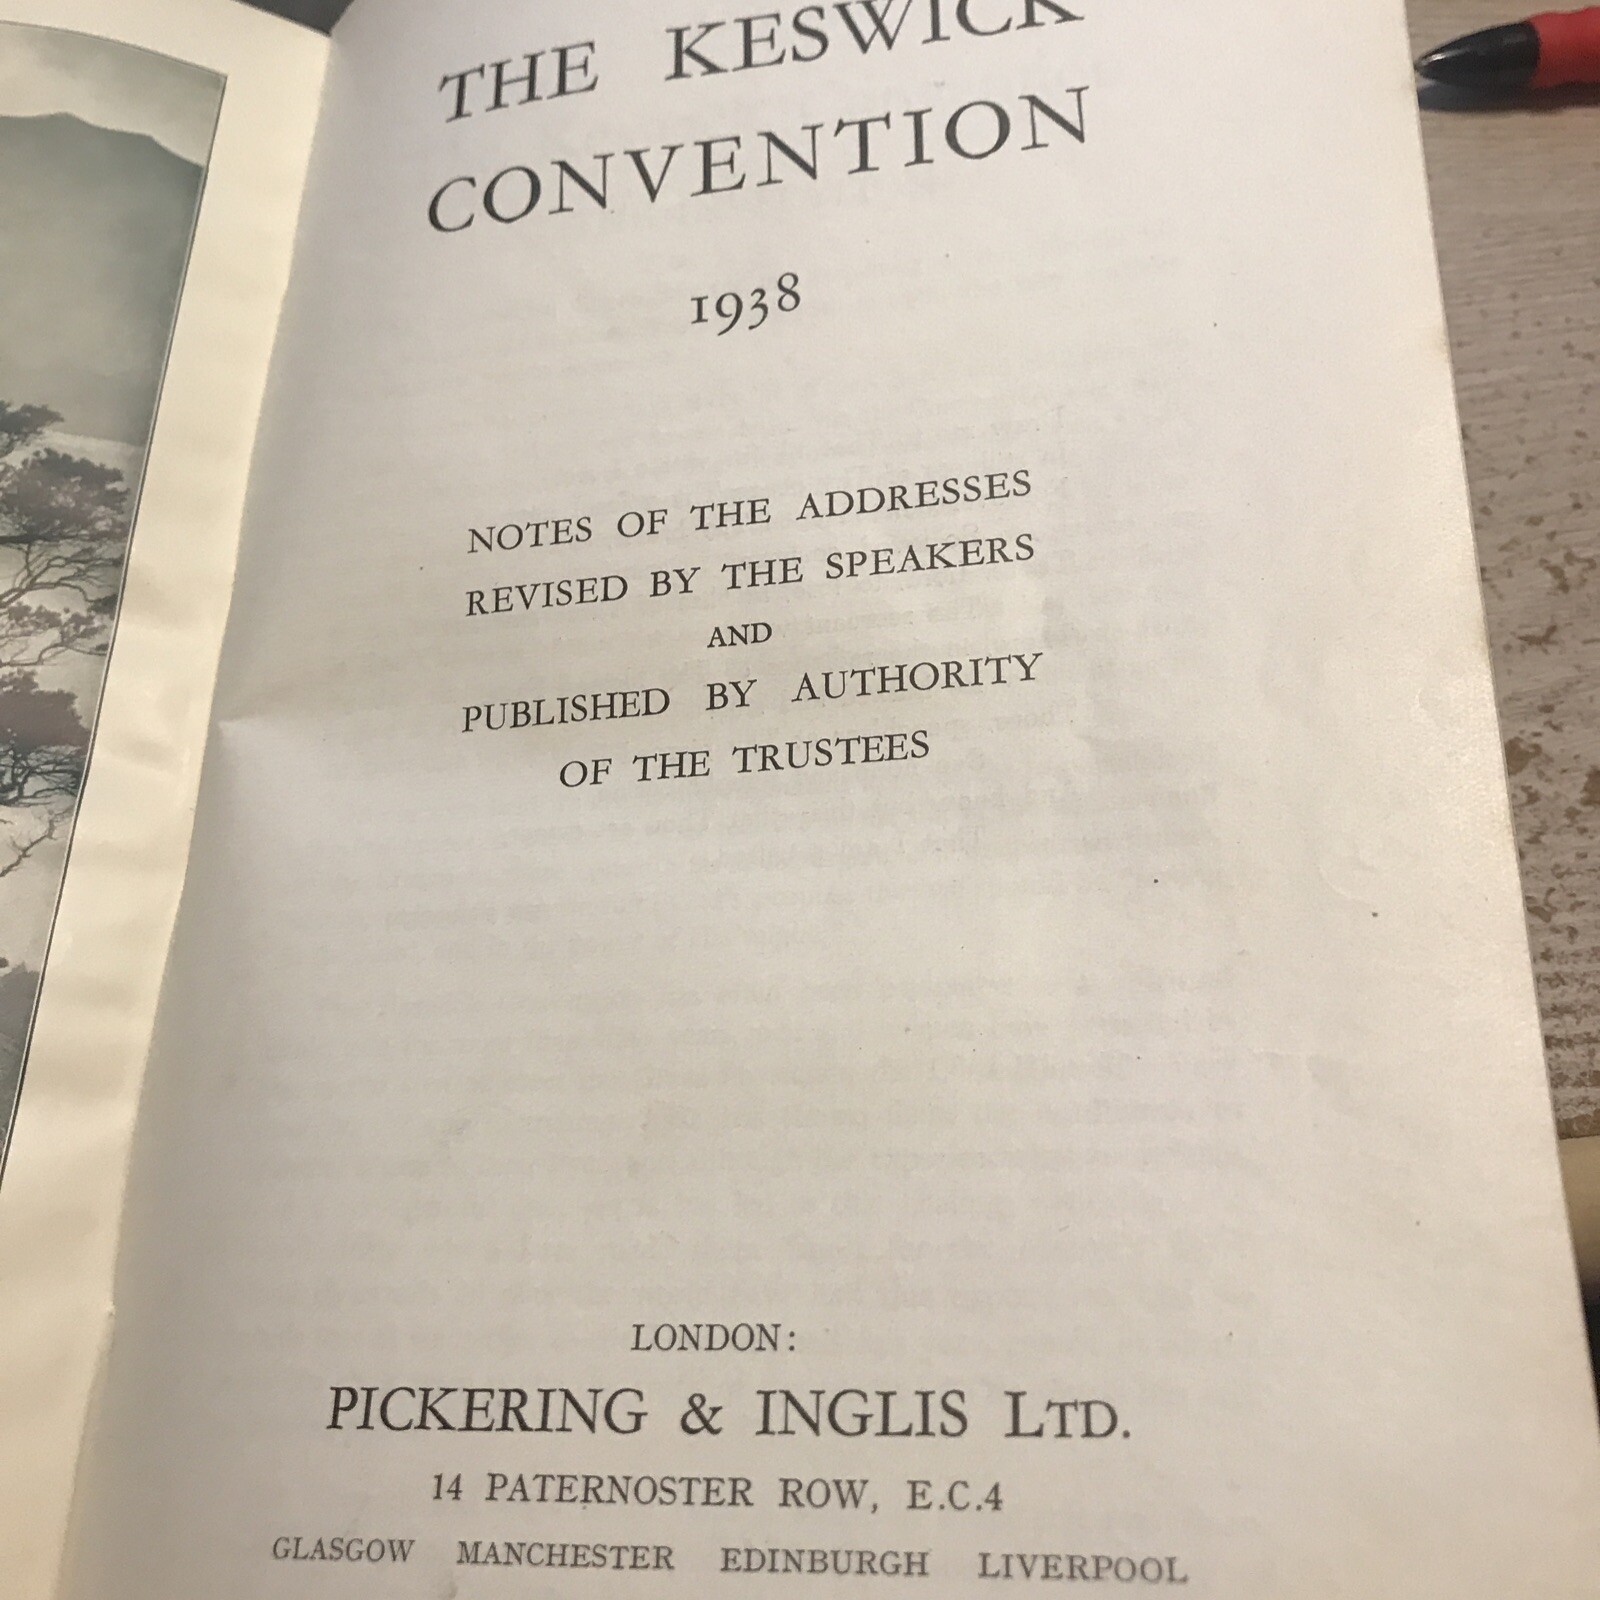 THE KESWICK
CONVENTION
1938
NOTES OF THE ADDRESSES
REVISED BY THE SPEAKERS
AND
PUBLISHED BY AUTHORITY
OF THE TRUSTEES
LONDON:
PICKERING & INGLIS LTD.
14 PATERNOSTER ROW, E.C.4
GLASGOW MANCHESTER EDINBURGH LIVERPOOL